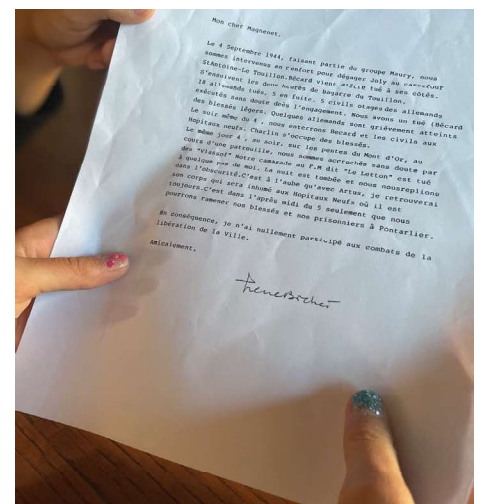 Mon cher Magnenet,
Le 4 Septembre 1944, faisant partie du groupe Maury, nous
sommes intervenus en renfort pour dégager Joly au carrefour
StAntoine-Le Touillon.Bécard vient d'être tué à ses côtés.
S'ensuivent les deux heures de bagarre du Touillon.
18 allemands tués, 5 en fuite. 5 civils otages des allemands
exécutés sans doute dès l'engagement. Nous avons un tué (Bécard
des blessés légers. Quelques allemands sont grièvement atteints
Le soir même du 4 , nous enterrons Becard et les civils aux
Hopitaux neufs. Charlin s'occupe des blessés.
Le même jour 4 , au soir, sur les pentes du Mont d'Or, au
cours d'une patrouille, nous sommes accrochés sans doute par
des "Vlassof" Notre camarade au F.M dit "Le Letton" est tué
à quelque pas de moi. La nuit est tombée et nous nousreplions
dans l'obscurité.C'est à l'aube qu'avec Artus, je retrouverai
son corps qui sera inhumé aux Hopitaux Neufs où il est
toujours.C'est dans l'après midi du 5 seulement que nous
pourrons ramener nos blessés et nos prisonniers à Pontarlier.
En conséquence, je n'ai nullement participé aux combats de la
libération de la Ville.
Amicalement,